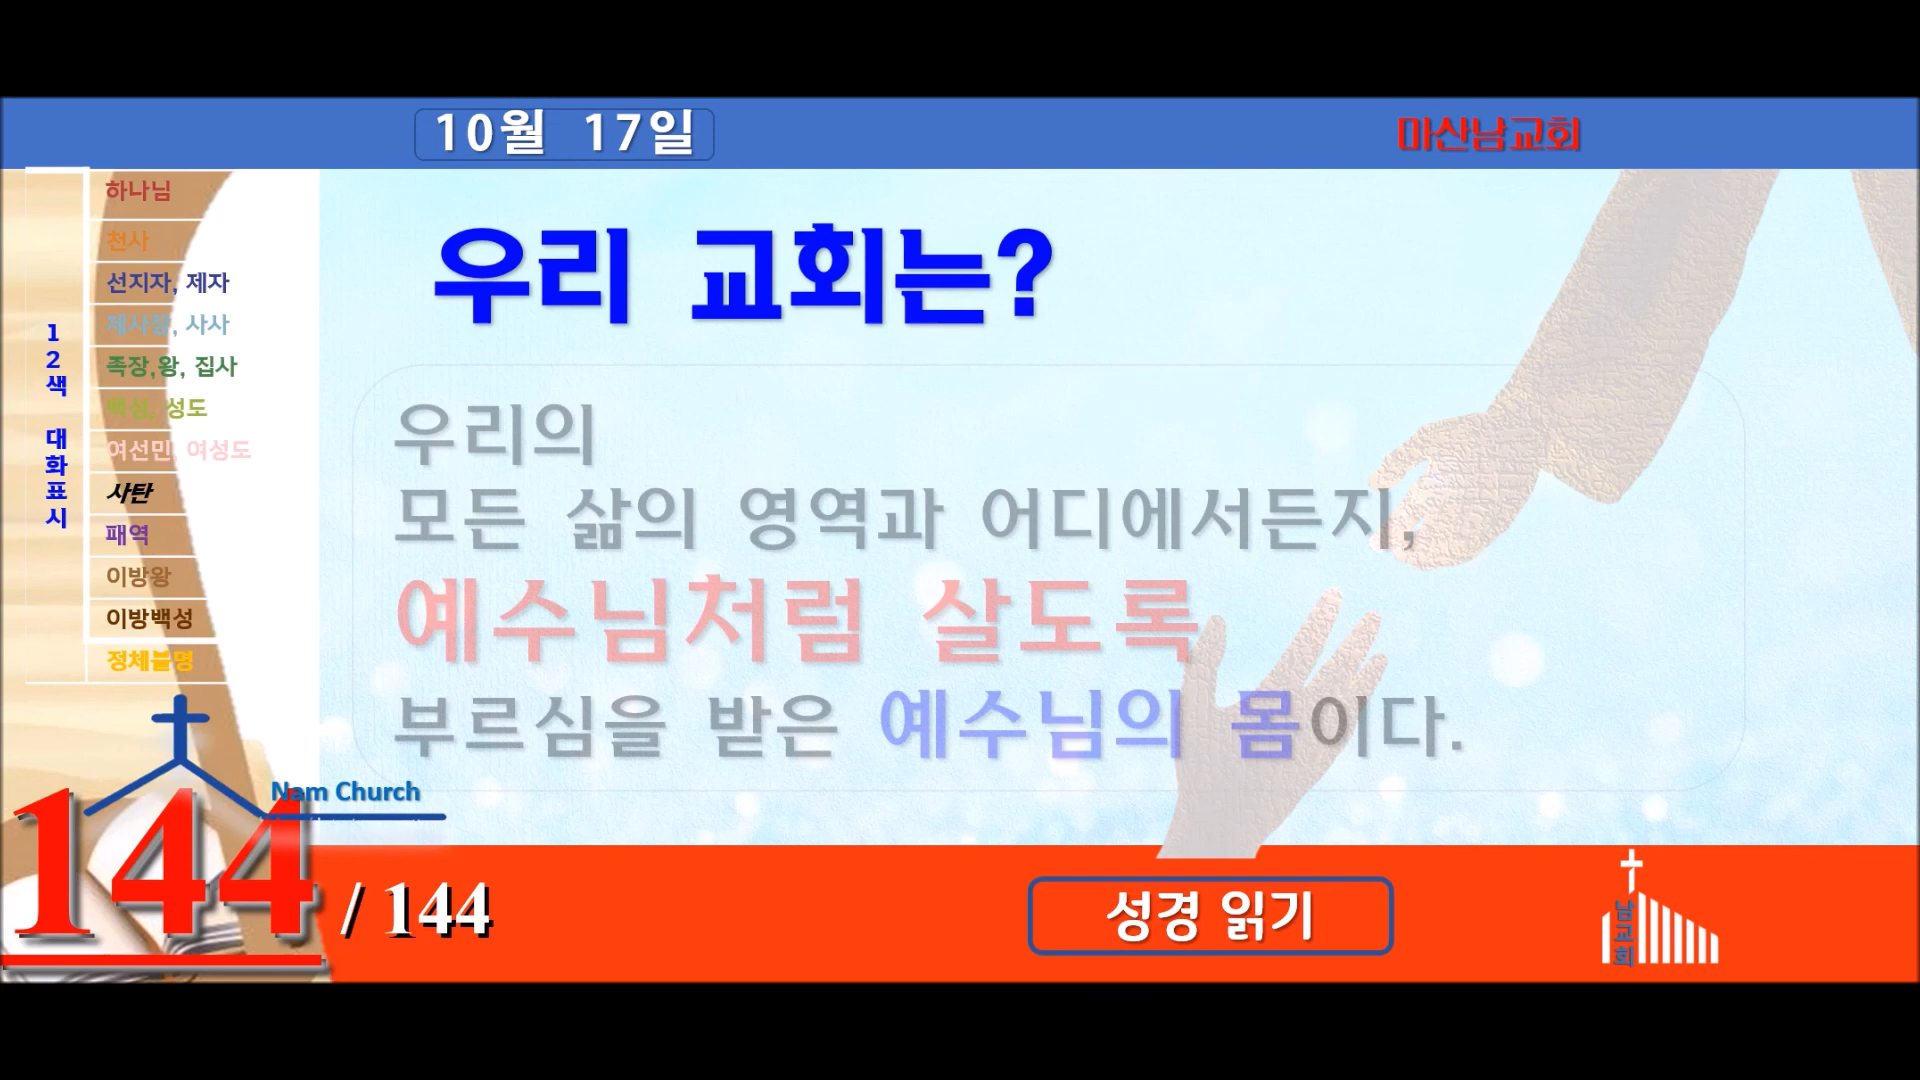 10월 17일
마산남교회
12색 대화표시
하나님
천사
선지자, 제자
제사장, 사사
족장,왕, 집사
백성, 성도
여선민, 여성도
사탄
패역
이방왕
이방백성
정체불명
우리 교회는?
우리의
모든 삶의 영역과 어디에서든지,
예수님처럼 살도록
부르심을 받은 예수님의 몸이다.
Nam Church
144 / 144
성경 읽기
남교회